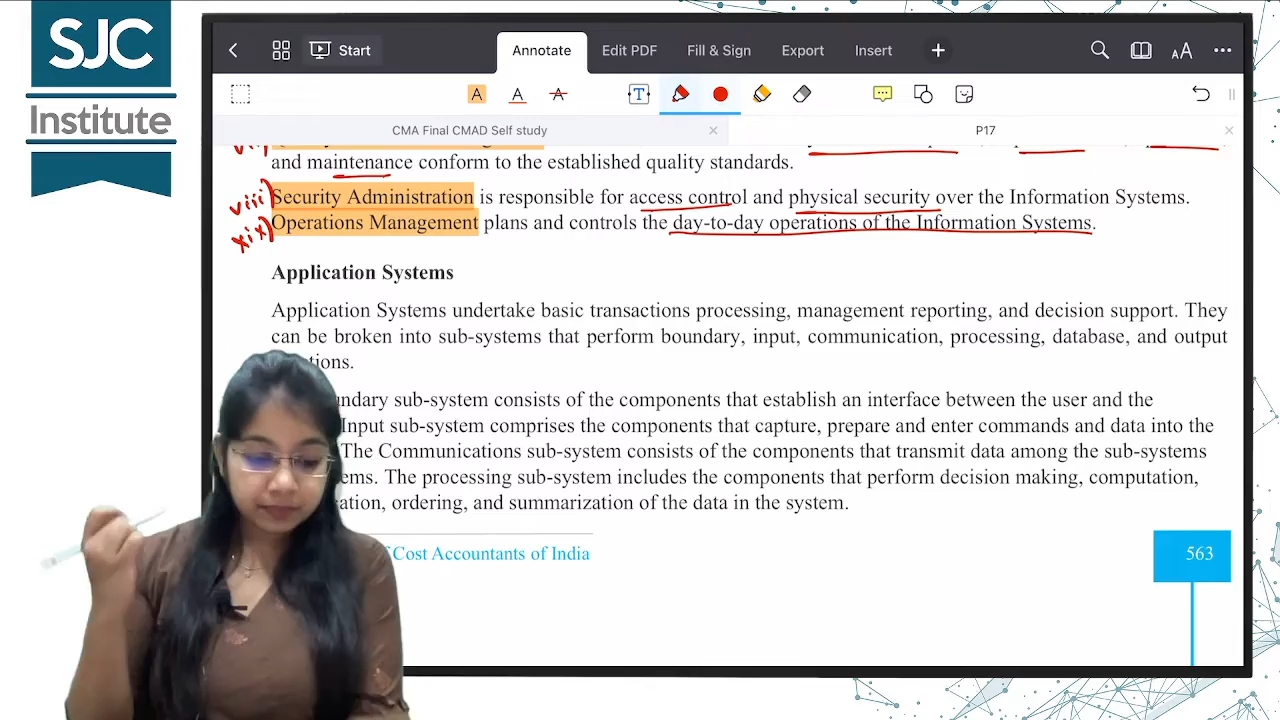 SJC
Institute
Start
Annotate
Edit PDF
Fill & Sign
Export
Insert
AA
T
CMA Final CMAD Self study
P17
and maintenance conform to the established quality standards.
viii) Security Administration is responsible for access control and physical security over the Information Systems.
xix) Operations Management plans and controls the day-to-day operations of the Information Systems.
Application Systems
Application Systems undertake basic transactions processing, management reporting, and decision support. They
can be broken into sub-systems that perform boundary, input, communication, processing, database, and output
sub-system consists of the components that establish an interface between the user and the
Input sub-system comprises the components that capture, prepare and enter commands and data into the
The Communications sub-system consists of the components that transmit data among the sub-systems
The processing sub-system includes the components that perform decision making, computation,
ordering, and summarization of the data in the system.
Cost Accountants of India
563